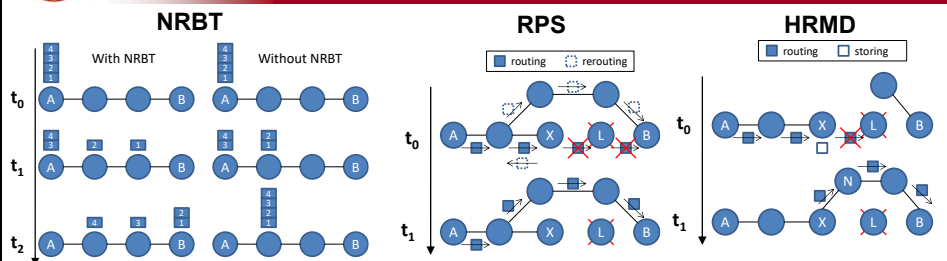 NRBT
With NRBT
Without NRBT
4
3
2
1
4
3
2
1
t0
A
B
A
B
4
3
2
1
4
3
2
1
t1
A
B
A
B
4
3
2
1
4
3
2
1
t2
A
B
A
B
RPS
routing
rerouting
t0
A
X
L
B
t1
A
X
L
B
HRMD
routing
storing
t0
A
X
L
B
t1
N
A
X
L
B